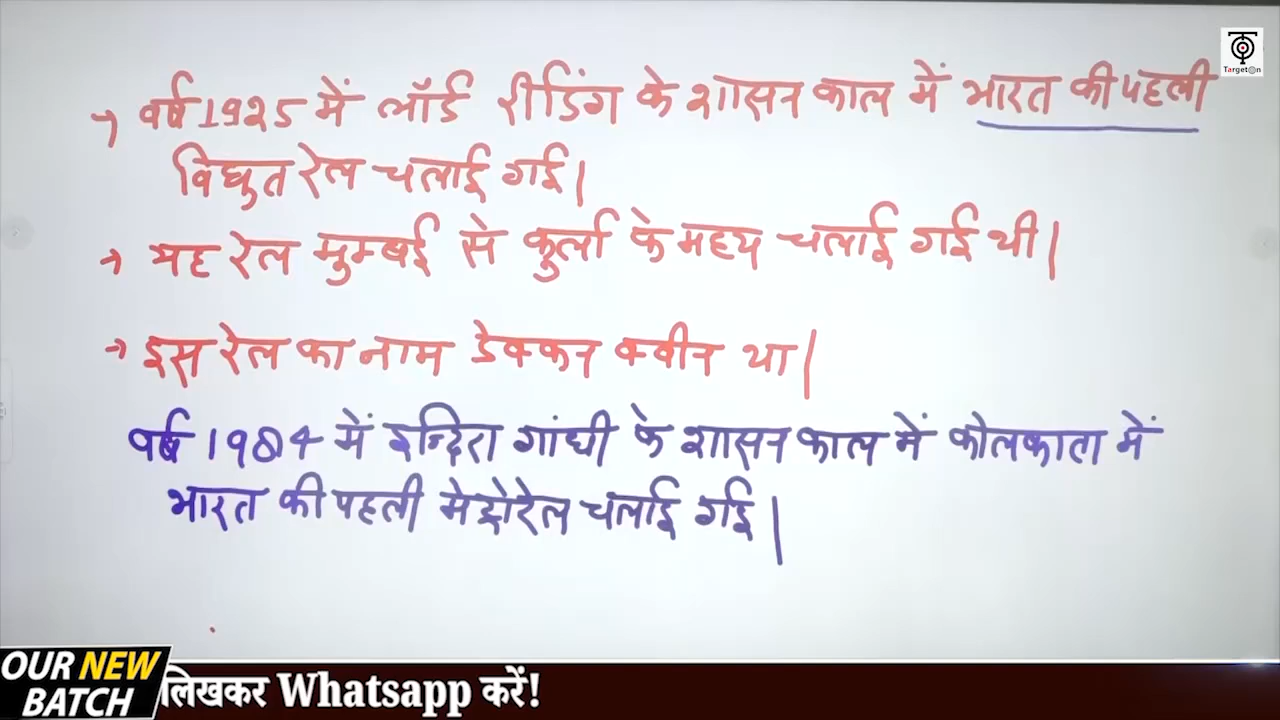 TargetOn
→ वर्ष 1925 में लॉर्ड रीडिंग के शासन काल में भारत की पहली
विद्युत रेल चलाई गई।
→ यह रेल मुम्बई से कुर्ला के मध्य चलाई गई थी।
→ इस रेल का नाम डेक्कन क्वीन था।
वर्ष 1984 में इन्दिरा गांधी के शासन काल में कोलकाता में
भारत की पहली मेट्रो रेल चलाई गई।
OUR NEW
BATCH
लिखकर Whatsapp करें!